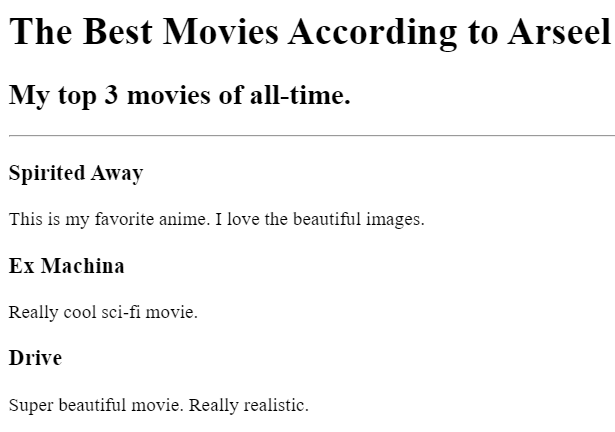 The Best Movies According to Arseel
My top 3 movies of all-time.
Spirited Away
This is my favorite anime. I love the beautiful images.
Ex Machina
Really cool sci-fi movie.
Drive
Super beautiful movie. Really realistic.